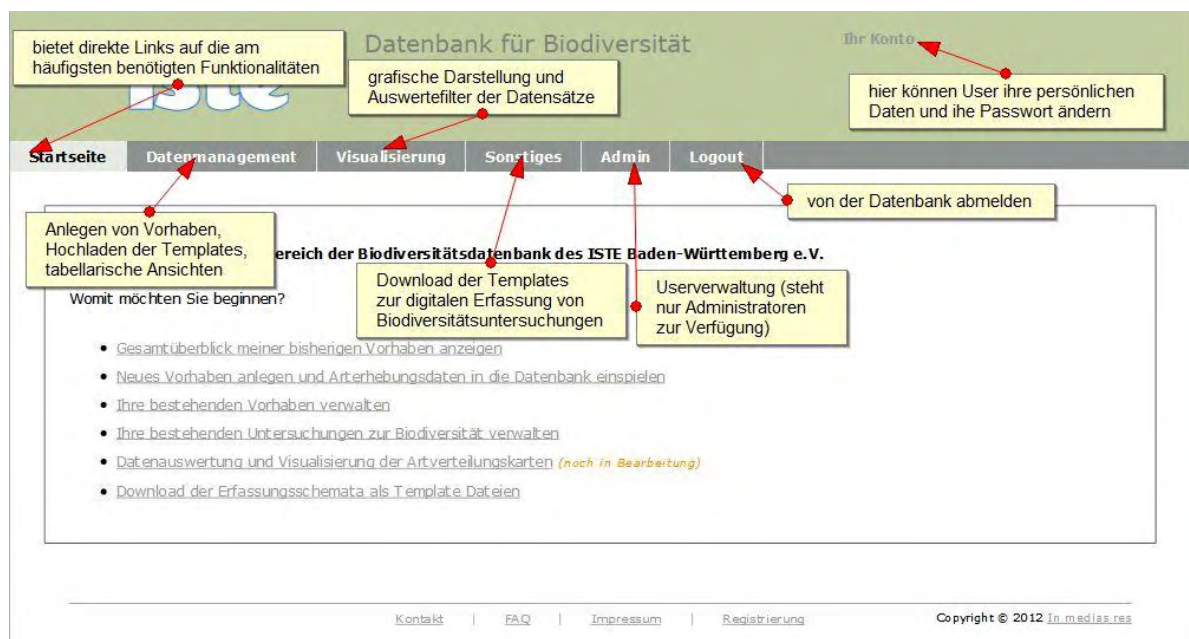 bietet direkte Links auf die am
häufigsten benötigten Funktionalitäten
Datenbank für Biodiversität
Ihr Konto
iste
grafische Darstellung und
Auswertefilter der Datensätze
hier können User ihre persönlichen
Daten und ihe Passwort ändern
Startseite Datenmanagement Visualisierung Sonstiges Admin Logout
von der Datenbank abmelden
Anlegen von Vorhaben,
Hochladen der Templates,
tabellarische Ansichten
ereich der Biodiversitätsdatenbank des ISTE Baden-Württemberg e.V.
Download der Templates
zur digitalen Erfassung von
Biodiversitätsuntersuchungen
Userverwaltung (steht
nur Administratoren
zur Verfügung)
Womit möchten Sie beginnen?
Gesamtüberblick meiner bisherigen Vorhaben anzeigen
Neues Vorhaben anlegen und Arterhebungsdaten in die Datenbank einspielen
Ihre bestehenden Vorhaben verwalten
Ihre bestehenden Untersuchungen zur Biodiversität verwalten
Datenauswertung und Visualisierung der Artverteilungskarten (noch in Bearbeitung)
Download der Erfassungsschemata als Template Dateien
Kontakt | FAQ | Impressum | Registrierung Copyright © 2012 In medias res